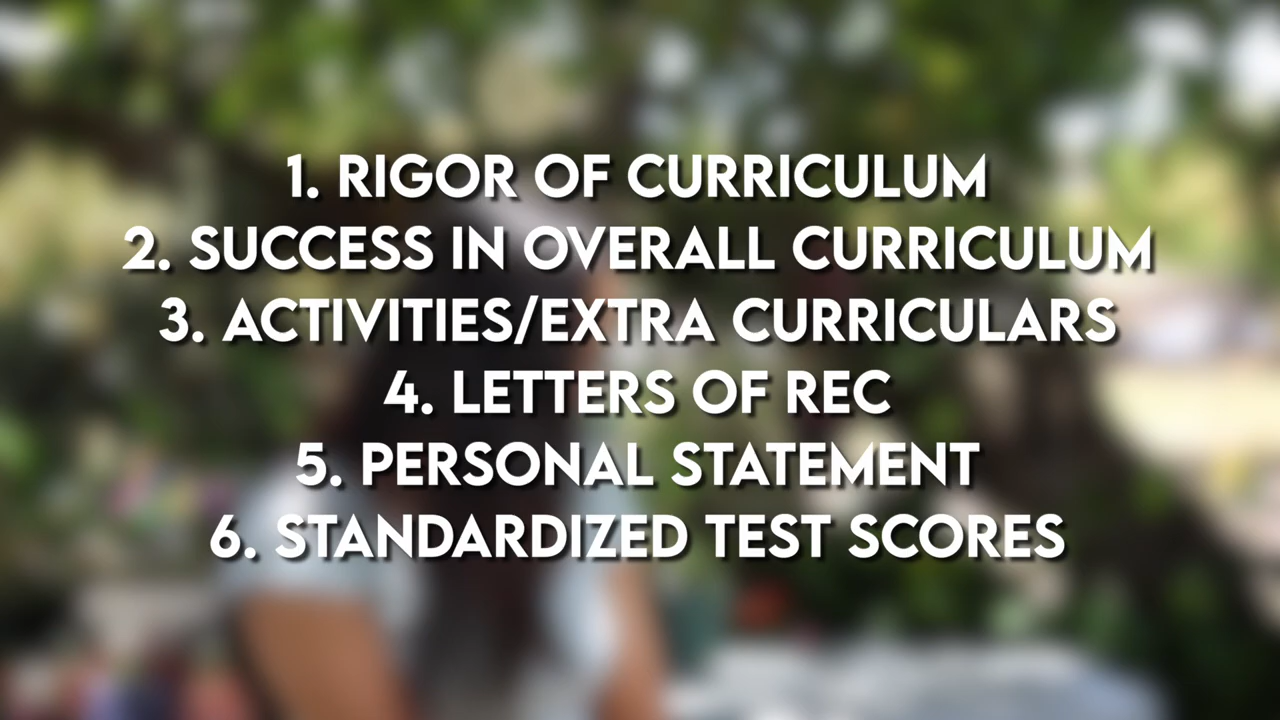 1. RIGOR OF CURRICULUM
2. SUCCESS IN OVERALL CURRICULUM
3. ACTIVITIES/EXTRA CURRICULARS
4. LETTERS OF REC
5. PERSONAL STATEMENT
6. STANDARDIZED TEST SCORES